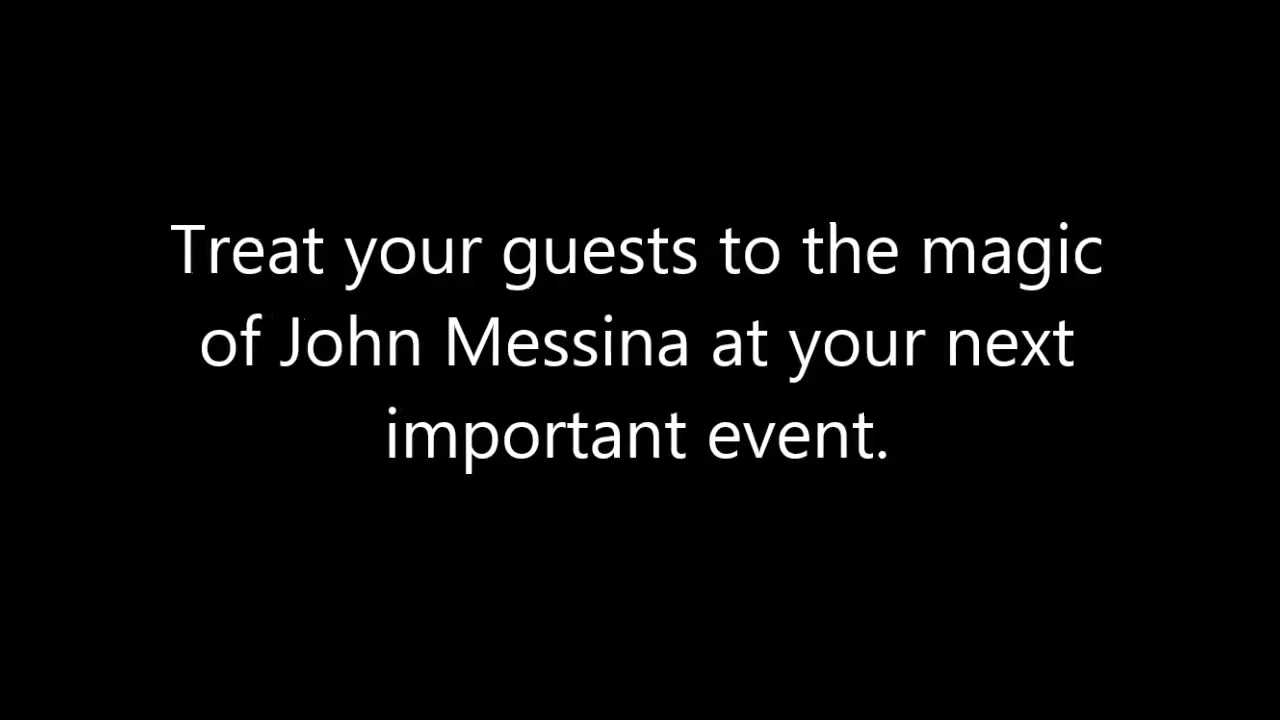 Treat your guests to the magic
of John Messina at your next
important event.